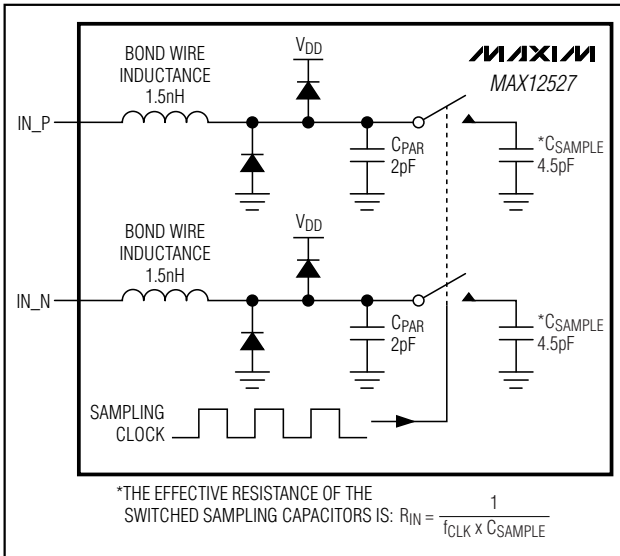 BOND WIRE
INDUCTANCE
1.5nH
VDD
MAXIM
MAX12527
IN_P
CPAR
2pF
*CSAMPLE
4.5pF
BOND WIRE
INDUCTANCE
1.5nH
VDD
IN_N
CPAR
2pF
*CSAMPLE
4.5pF
SAMPLING
CLOCK
*THE EFFECTIVE RESISTANCE OF THE
SWITCHED SAMPLING CAPACITORS IS: RIN = 1
fCLK x CSAMPLE